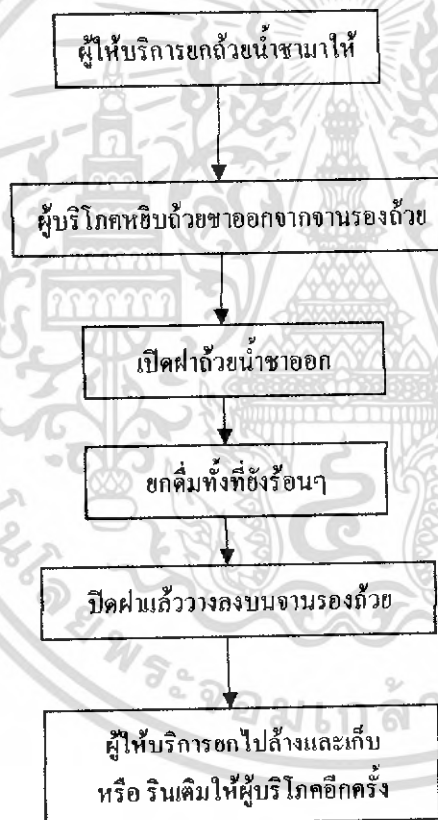 ผู้ให้บริการยกถ้วยน้ำชามาให้
ผู้บริโภคหยิบถ้วยชาออกจากจานรองถ้วย
เปิดฝาถ้วยน้ำชาออก
ยกดื่มทั้งที่ยังร้อนๆ
ปิดฝาแล้ววางลงบนจานรองถ้วย
ผู้ให้บริการยกไปล้างและเก็บ
หรือ รินเติมให้ผู้บริโภคอีกครั้ง